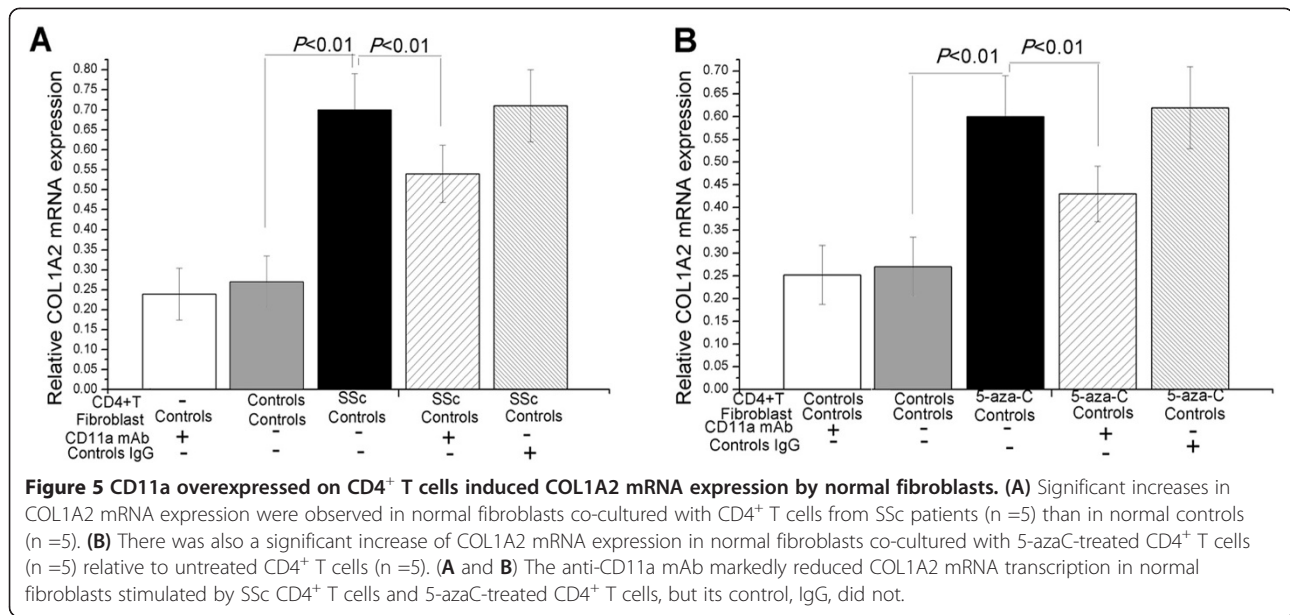 A
P<0.01
P<0.01
Relative COL1A2 mRNA expression
0.80
0.75
0.70
0.65
0.60
0.55
0.50
0.45
0.40
0.35
0.30
0.25
0.20
0.15
0.10
0.05
0.00
CD4+T - Controls SSc SSc SSc
Fibroblast Controls Controls Controls Controls Controls
CD11a mAb + - - + -
Controls IgG - - - - +
B
P<0.01
P<0.01
Relative COL1A2 mRNA expression
0.70
0.65
0.60
0.55
0.50
0.45
0.40
0.35
0.30
0.25
0.20
0.15
0.10
0.05
0.00
CD4+T Controls Controls 5-aza-C 5-aza-C 5-aza-C
Fibroblast Controls Controls Controls Controls Controls
CD11a mAb + - - + -
Controls IgG - - - - +
Figure 5 CD11a overexpressed on CD4⁺ T cells induced COL1A2 mRNA expression by normal fibroblasts. (A) Significant increases in
COL1A2 mRNA expression were observed in normal fibroblasts co-cultured with CD4⁺ T cells from SSc patients (n =5) than in normal controls
(n =5). (B) There was also a significant increase of COL1A2 mRNA expression in normal fibroblasts co-cultured with 5-azaC-treated CD4⁺ T cells
(n =5) relative to untreated CD4⁺ T cells (n =5). (A and B) The anti-CD11a mAb markedly reduced COL1A2 mRNA transcription in normal
fibroblasts stimulated by SSc CD4⁺ T cells and 5-azaC-treated CD4⁺ T cells, but its control, IgG, did not.